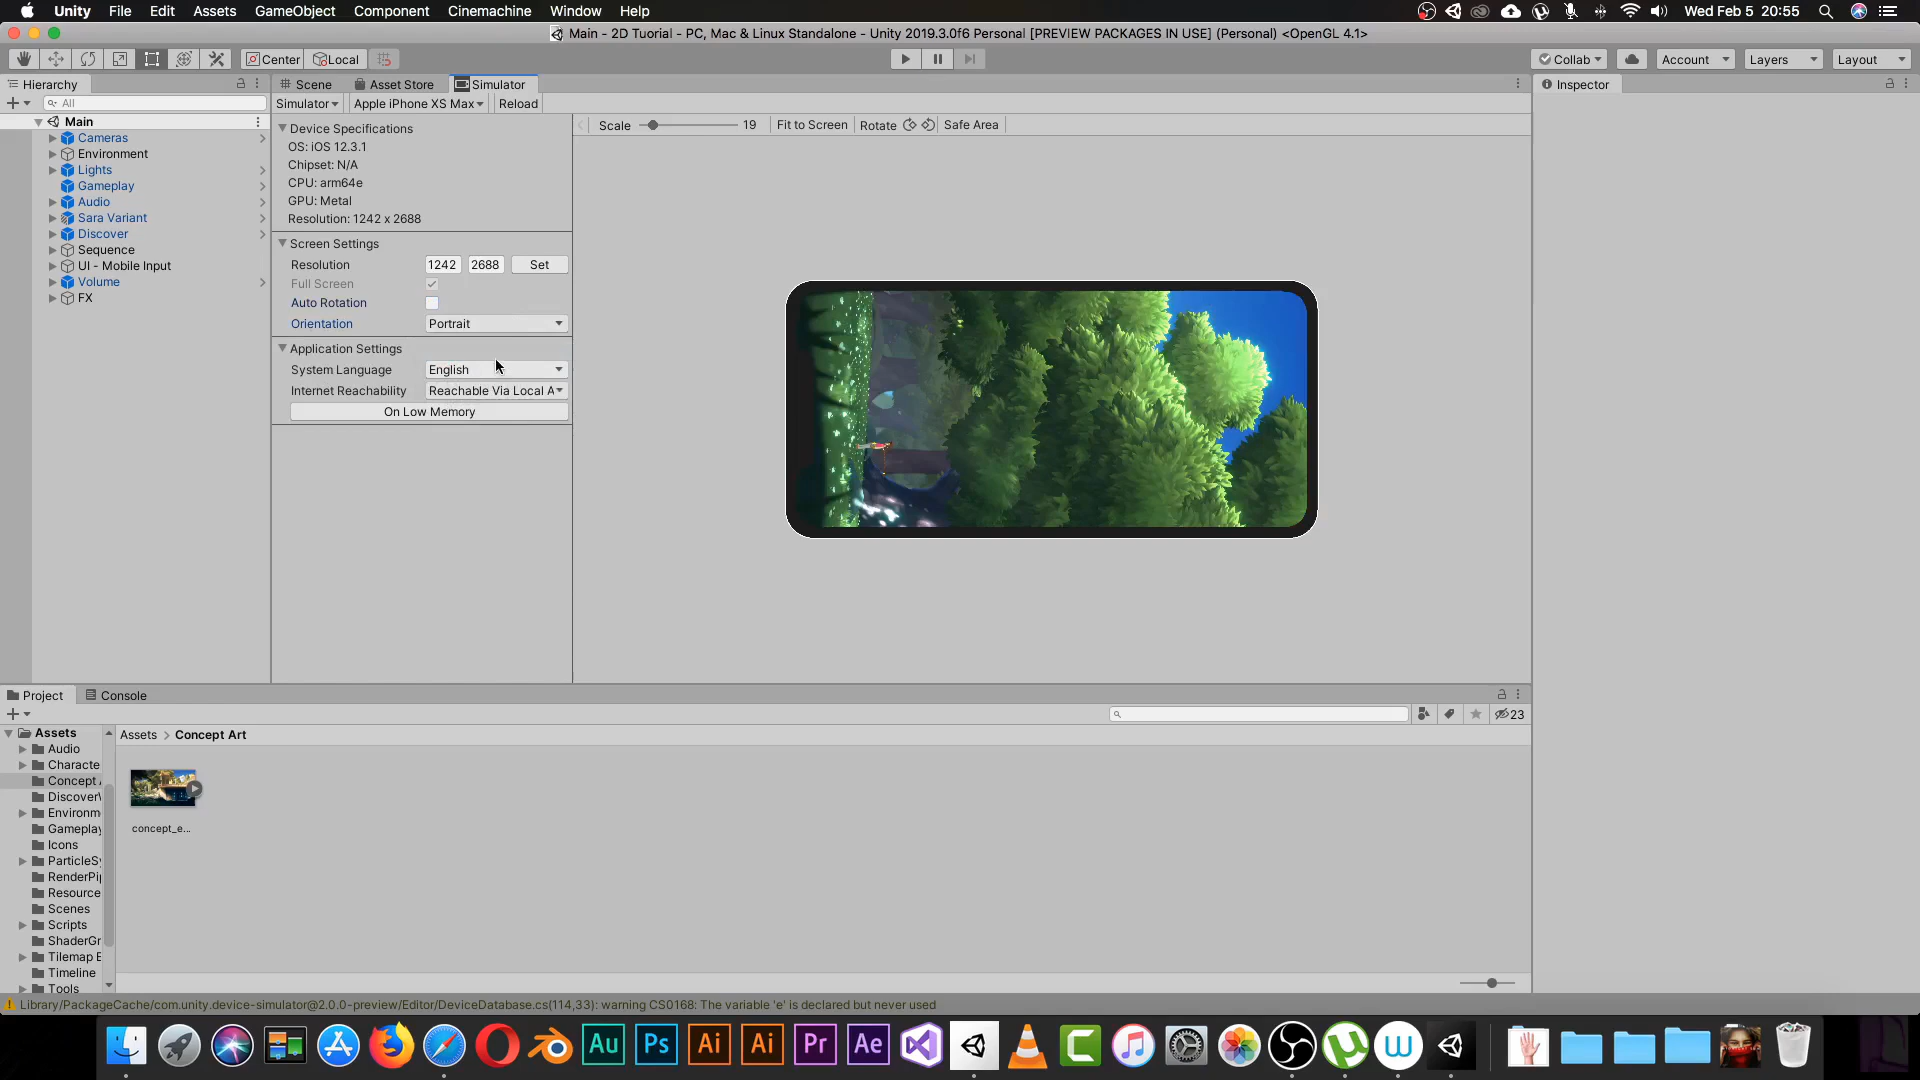 Unity File Edit Assets GameObject Component Cinemachine Window Help Wed Feb 5 20:55
Main - 2D Tuorial - PC, Mac & Linux Standalone - Unity 2019.3.0f6 Personal [PREVIEW PACKAGES IN USE] (Personal) <OpenGL 4.1>
Center Local Collab Account Layers Layout
Hierarchy Scene Asset Store Simulator Inspector
All Simulator Apple iPhone XS Max Reload
Main
Cameras
Environment
Lights
Gameplay
Audio
Sara Variant
Discover
Sequence
UI - Mobile Input
Volume
FX
Device Specifications
OS: iOS 12.3.1
Chipset: N/A
CPU: arm64e
GPU: Metal
Resolution: 1242 x 2688
Screen Settings
Resolution 1242 2688 Set
Full Screen
Auto Rotation
Orientation Portrait
Application Settings
System Language English
Internet Reachability Reachable Via Local A
On Low Memory
Scale 19 Fit to Screen Rotate Safe Area
Project Console
23
Assets
Audio
Characte
Concept
Discover
Environm
Gameplay
Icons
ParticleSy
RenderPi
Resource
Scenes
Scripts
ShaderGr
Tilemap E
Timeline
Tools
Assets > Concept Art
concept_e...
Library/PackageCache/com.unity.device-simulator@2.0.0-preview/Editor/DeviceDatabase.cs(114,33): warning CS0168: The variable 'e' is declared but never used
Au Ps Ai Ai Pr Ae